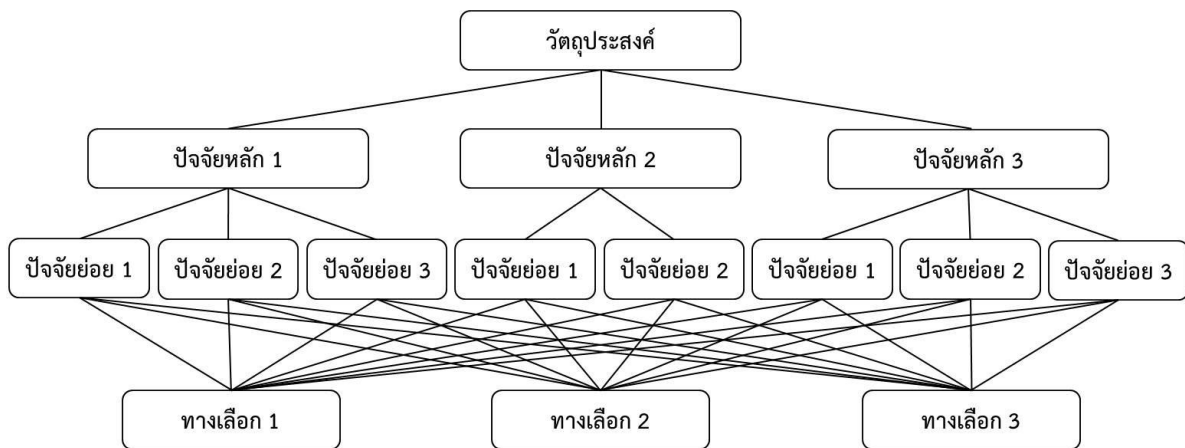 วัตถุประสงค์
ปัจจัยหลัก 1
ปัจจัยหลัก 2
ปัจจัยหลัก 3
ปัจจัยย่อย 1
ปัจจัยย่อย 2
ปัจจัยย่อย 3
ปัจจัยย่อย 1
ปัจจัยย่อย 2
ปัจจัยย่อย 1
ปัจจัยย่อย 2
ปัจจัยย่อย 3
ทางเลือก 1
ทางเลือก 2
ทางเลือก 3